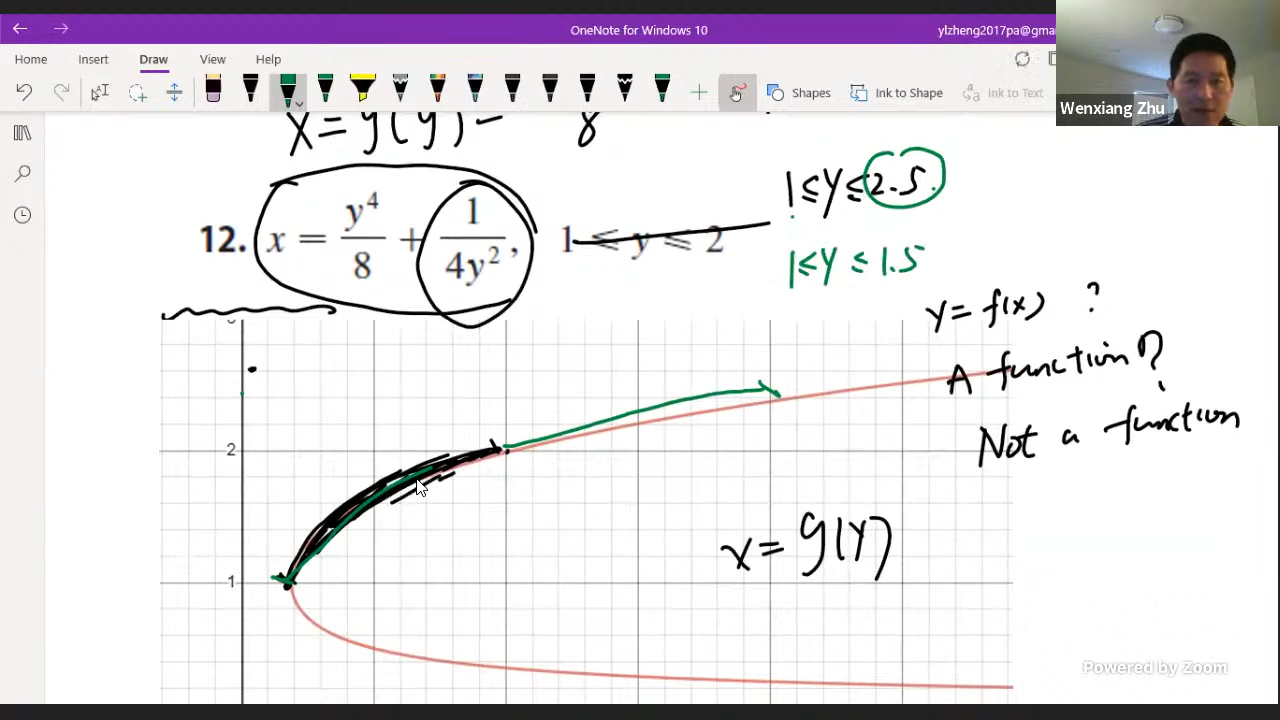 OneNote for Windows 10
ylzheng2017pa@gma
Home Insert Draw View Help
Shapes Ink to Shape Ink to Text
Wenxiang Zhu
x = g(y) = 8
1 ≤ y ≤ 2.5
12. x = y⁴/8 + 1/4y², 1 ≤ y ≤ 2
1 ≤ y ≤ 1.5
y = f(x) ?
A function?
Not a function
2
x = g(y)
1
Powered by Zoom